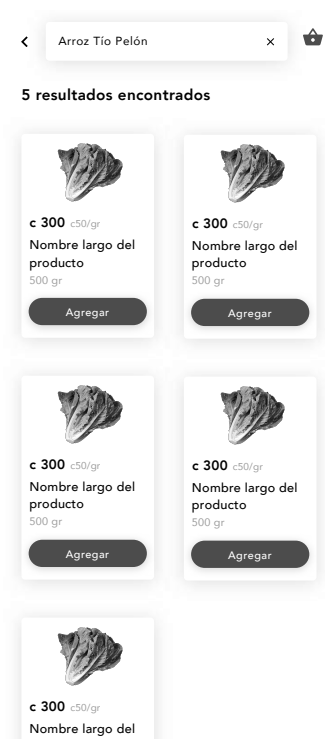 Arroz Tío Pelón
5 resultados encontrados
c 300 c50/gr
Nombre largo del
producto
500 gr
Agregar
c 300 c50/gr
Nombre largo del
producto
500 gr
Agregar
c 300 c50/gr
Nombre largo del
producto
500 gr
Agregar
c 300 c50/gr
Nombre largo del
producto
500 gr
Agregar
c 300 c50/gr
Nombre largo del